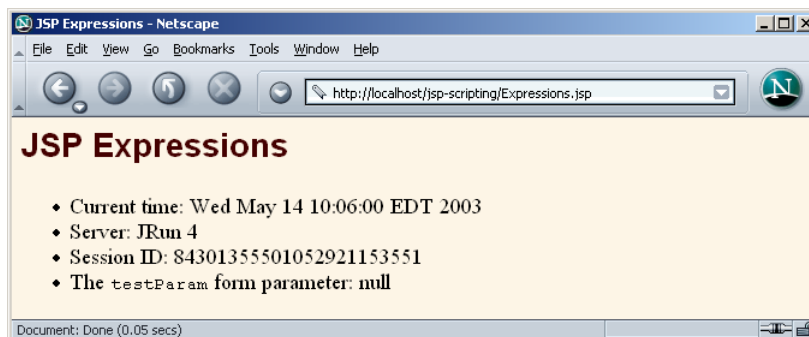 JSP Expressions - Netscape
File Edit View Go Bookmarks Tools Window Help
http://localhost/jsp-scripting/Expressions.jsp
N
JSP Expressions
• Current time: Wed May 14 10:06:00 EDT 2003
• Server: JRun 4
• Session ID: 84301355501052921153551
• The testParam form parameter: null
Document: Done (0.05 secs)